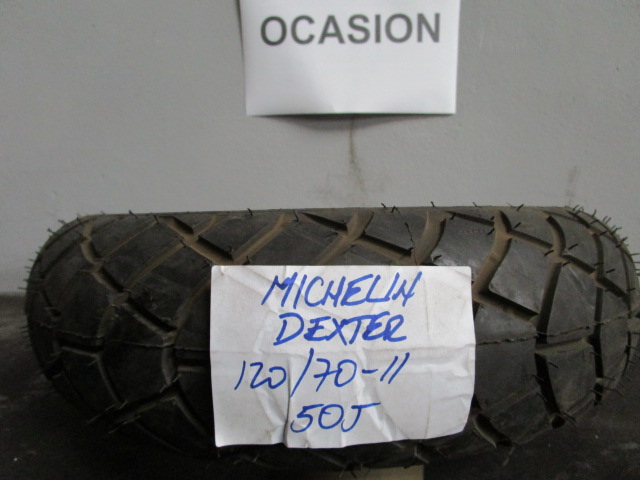 OCASION
MICHELIN
DEXTER
120/70-11
50J